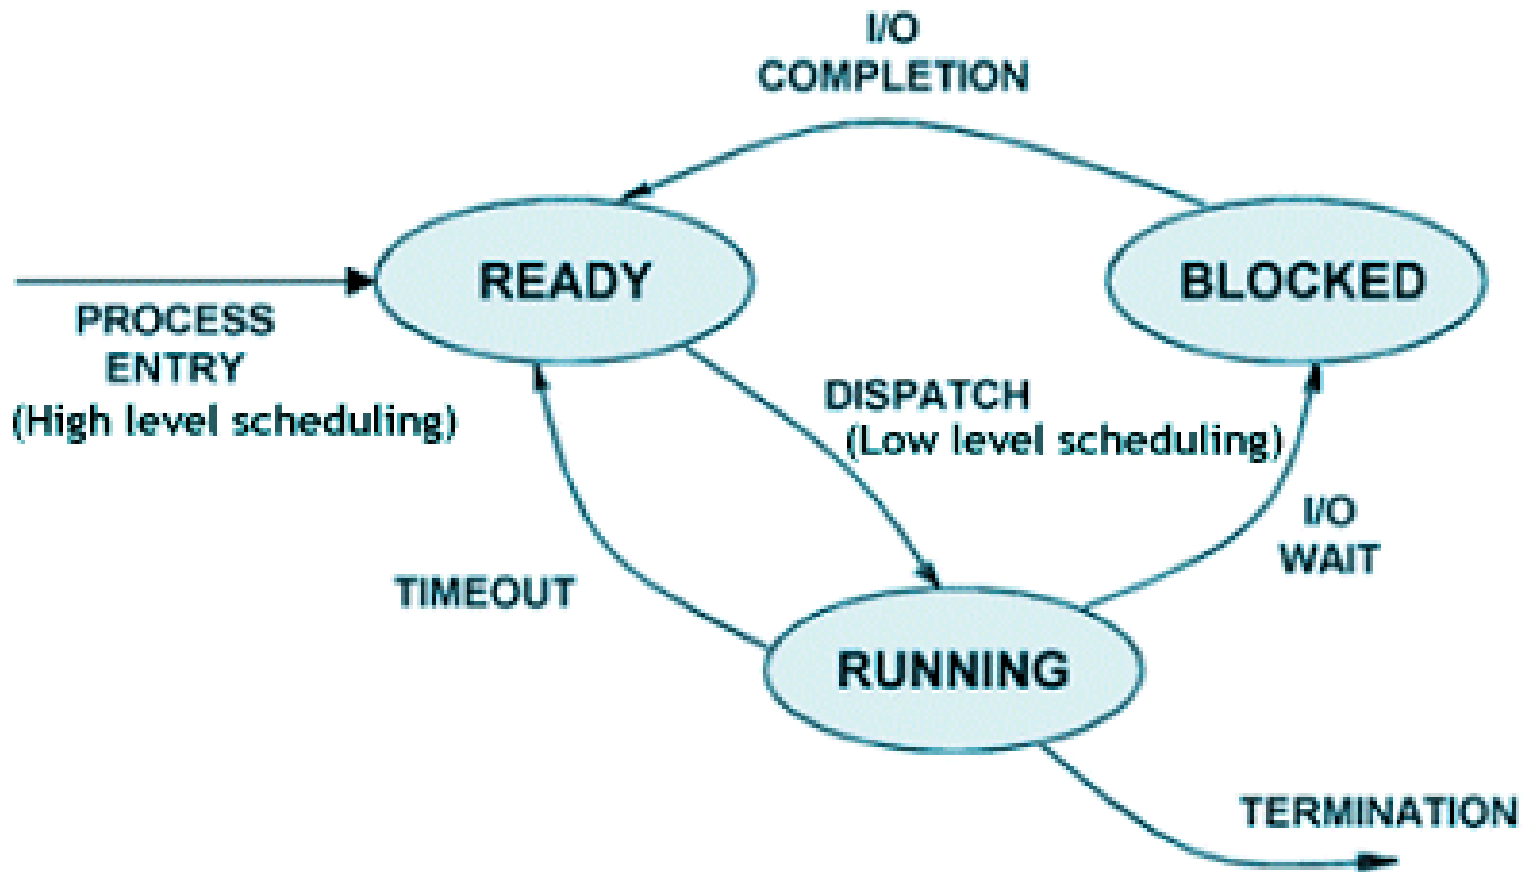 I/O
COMPLETION
READY
BLOCKED
PROCESS
ENTRY
(High level scheduling)
DISPATCH
(Low level scheduling)
I/O
WAIT
TIMEOUT
RUNNING
TERMINATION